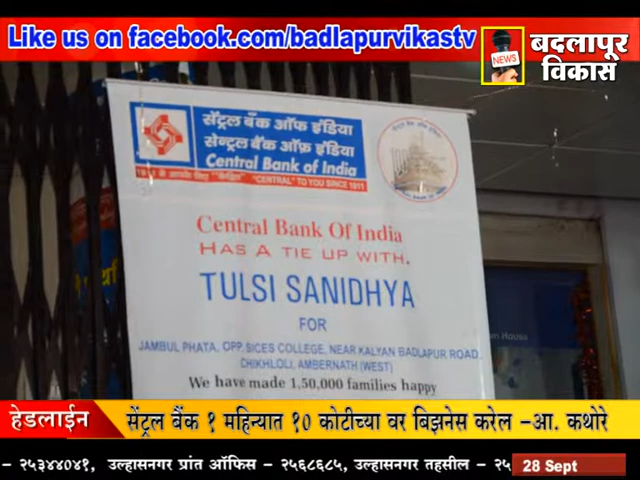 Like us on facebook.com/badlapurvikastv
NEWS
बदलापूर
विकास
सेंट्रल बँक ऑफ इंडिया
सेन्ट्रल बैंक ऑफ़ इंडिया
Central Bank of India
"CENTRAL" TO YOU SINCE 1911
Central Bank Of India
HAS A TIE UP WITH.
TULSI SANIDHYA
FOR
JAMBUL PHATA, OPP.SICES COLLEGE, NEAR KALYAN BADLAPUR ROAD,
CHIKHLOLI, AMBERNATH (WEST)
We have made 1,50,000 families happy
हेडलाईन
सेंट्रल बैंक १ महिन्यात १० कोटीच्या वर बिझनेस करेल -आ. कथोरे
- २५३४४०४१, उल्हासनगर प्रांत ऑफिस - २५६८६८५, उल्हासनगर तहसील - २५
28 Sept